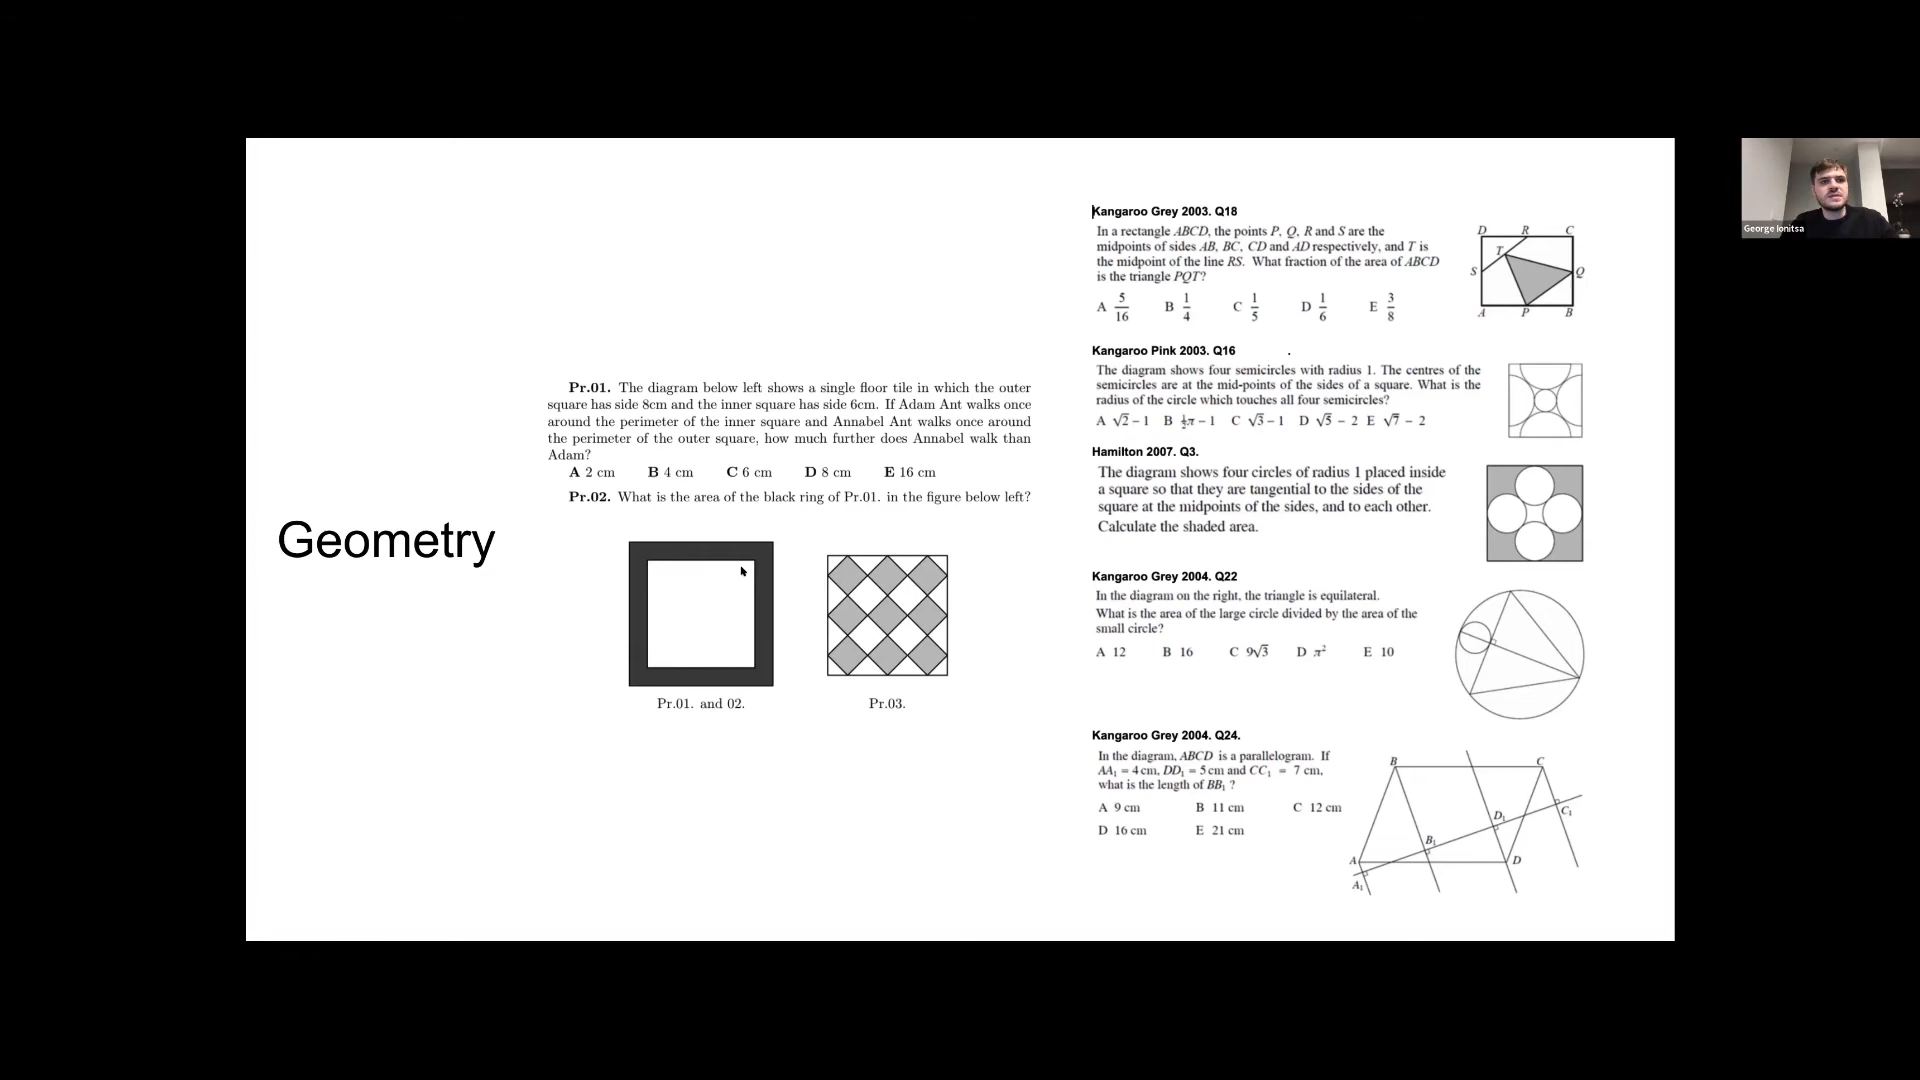 Geometry
Pr.01. The diagram below left shows a single floor tile in which the outer
square has side 8cm and the inner square has side 6cm. If Adam Ant walks once
around the perimeter of the inner square and Annabel Ant walks once around
the perimeter of the outer square, how much further does Annabel walk than
Adam?
A 2 cm B 4 cm C 6 cm D 8 cm E 16 cm
Pr.02. What is the area of the black ring of Pr.01. in the figure below left?
Pr.01. and 02.
Pr.03.
Kangaroo Grey 2003. Q18
In a rectangle ABCD, the points P, Q, R and S are the
midpoints of sides AB, BC, CD and AD respectively, and T is
the midpoint of the line RS. What fraction of the area of ABCD
is the triangle PQT?
A 5/16 B 1/4 C 1/5 D 1/6 E 3/8
D R C
T
S Q
A P B
Kangaroo Pink 2003. Q16
The diagram shows four semicircles with radius 1. The centres of the
semicircles are at the mid-points of the sides of a square. What is the
radius of the circle which touches all four semicircles?
A √2 – 1 B ½π – 1 C √3 – 1 D √5 – 2 E √7 – 2
Hamilton 2007. Q3.
The diagram shows four circles of radius 1 placed inside
a square so that they are tangential to the sides of the
square at the midpoints of the sides, and to each other.
Calculate the shaded area.
Kangaroo Grey 2004. Q22
In the diagram on the right, the triangle is equilateral.
What is the area of the large circle divided by the area of the
small circle?
A 12 B 16 C 9√3 D π² E 10
Kangaroo Grey 2004. Q24.
In the diagram, ABCD is a parallelogram. If
AA₁ = 4 cm, DD₁ = 5 cm and CC₁ = 7 cm,
what is the length of BB₁ ?
A 9 cm B 11 cm C 12 cm
D 16 cm E 21 cm
B C
D₁ C₁
B₁
A D
A₁
George Ionitsa